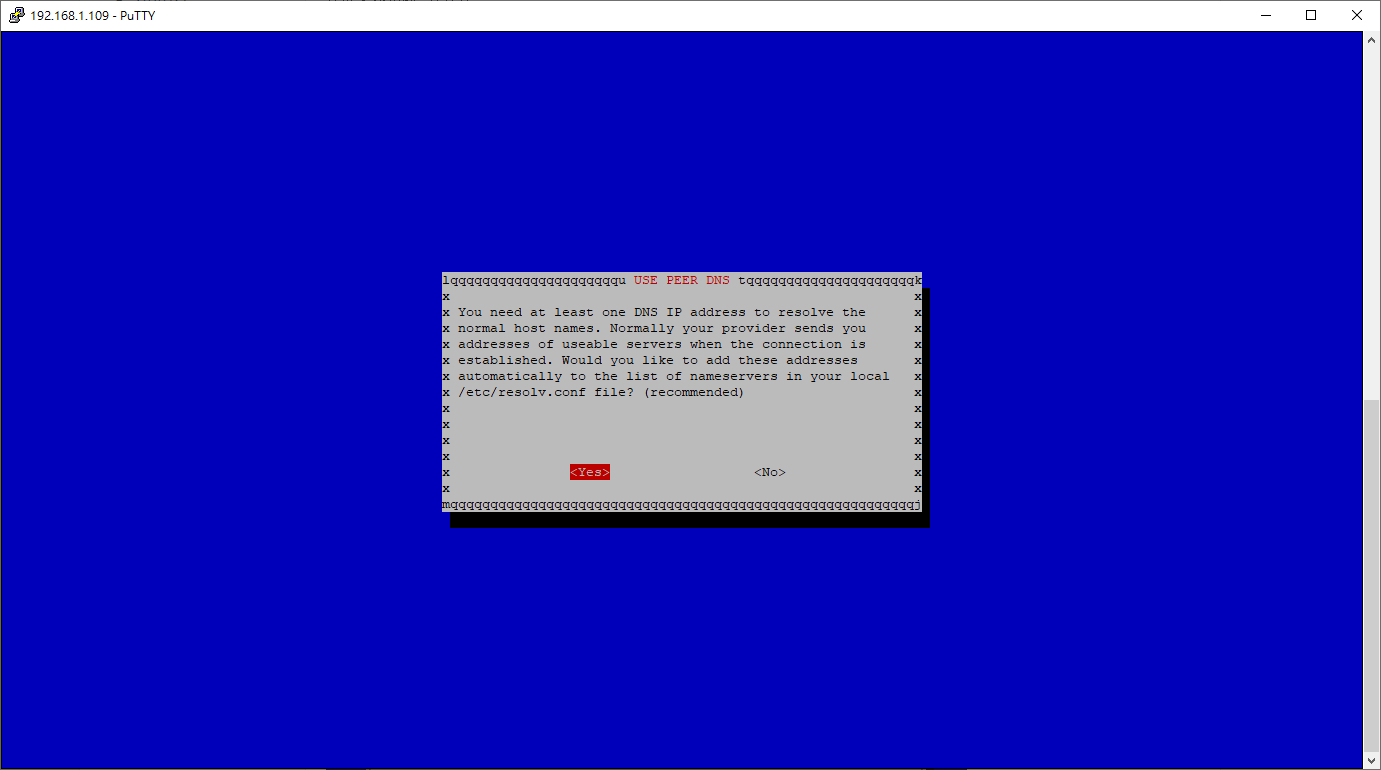 192.168.1.109 - PuTTY
lqqqqqqqqqqqqqqqqqqqqqu USE PEER DNS tqqqqqqqqqqqqqqqqqqqqqk
x x
x You need at least one DNS IP address to resolve the x
x normal host names. Normally your provider sends you x
x addresses of useable servers when the connection is x
x established. Would you like to add these addresses x
x automatically to the list of nameservers in your local x
x /etc/resolv.conf file? (recommended) x
x x
x x
x x
x x
x <Yes> <No> x
x x
mqqqqqqqqqqqqqqqqqqqqqqqqqqqqqqqqqqqqqqqqqqqqqqqqqqqqqqqqqqj